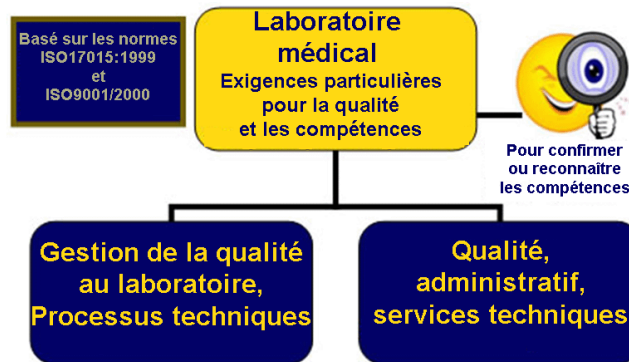 Basé sur les normes
ISO17015:1999
et
ISO9001/2000
Laboratoire
médical
Exigences particulières
pour la qualité
et les compétences
Pour confirmer
ou reconnaître
les compétences
Gestion de la qualité
au laboratoire,
Processus techniques
Qualité,
administratif,
services techniques